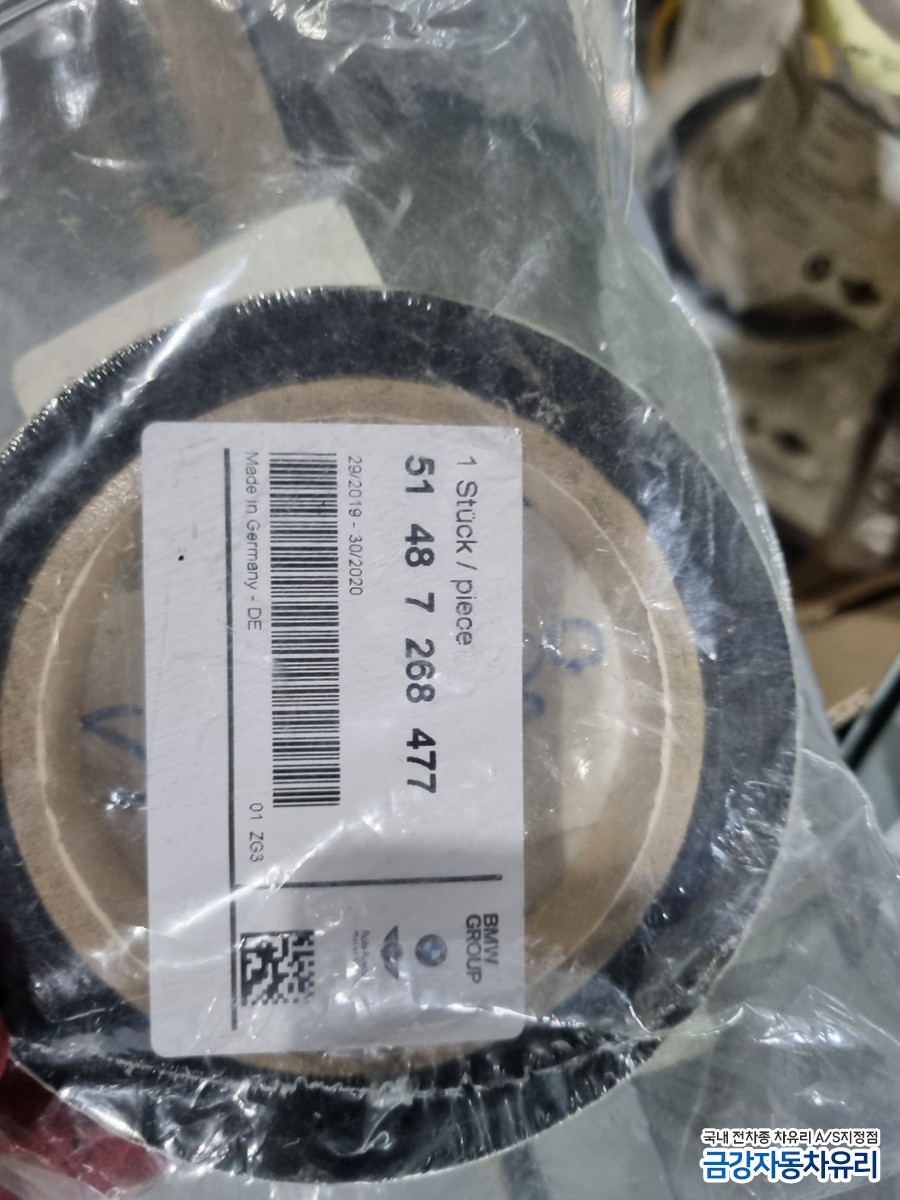 1 Stück / piece
51 48 7 268 477
29/2019 - 30/2020
Made in Germany - DE
01 ZG3
BMW
GROUP
국내 전차종 차유리 A/S지정점
금강자동차유리